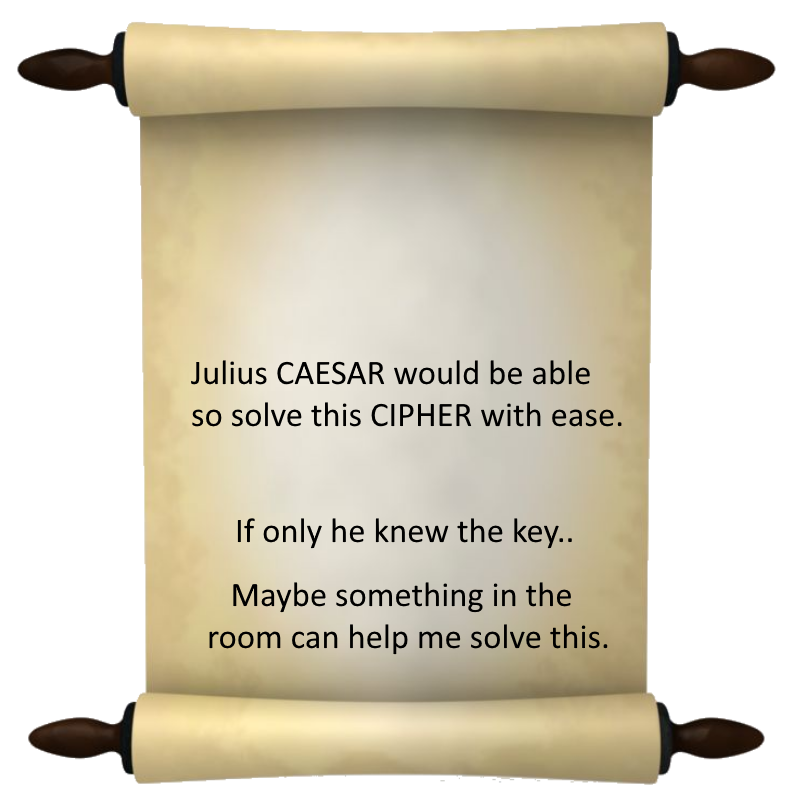 Julius CAESAR would be able
so solve this CIPHER with ease.
If only he knew the key..
Maybe something in the
room can help me solve this.